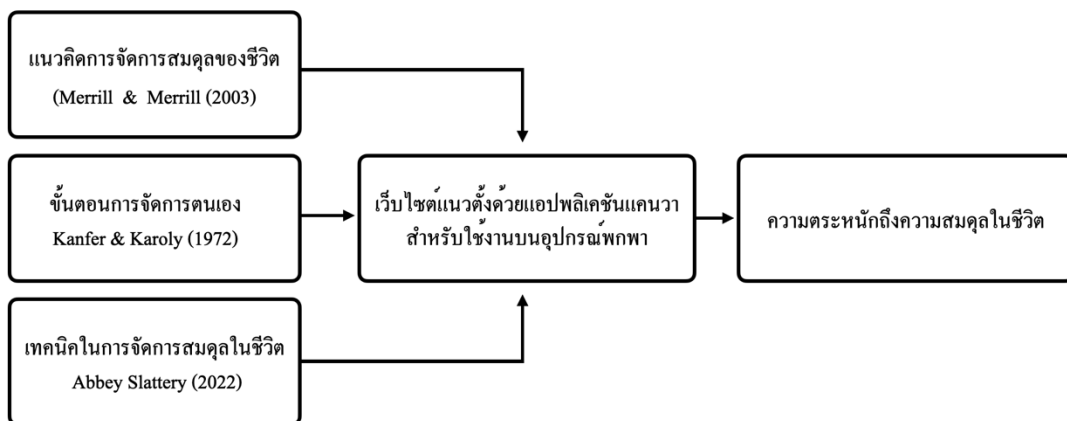 แนวคิดการจัดการสมดุลของชีวิต
(Merrill & Merrill (2003)
ขั้นตอนการจัดการตนเอง
Kanfer & Karoly (1972)
เทคนิคในการจัดการสมดุลในชีวิต
Abbey Slattery (2022)
เว็บไซต์แนวตั้งด้วยแอปพลิเคชันแคนวา
สำหรับใช้งานบนอุปกรณ์พกพา
ความตระหนักถึงความสมดุลในชีวิต